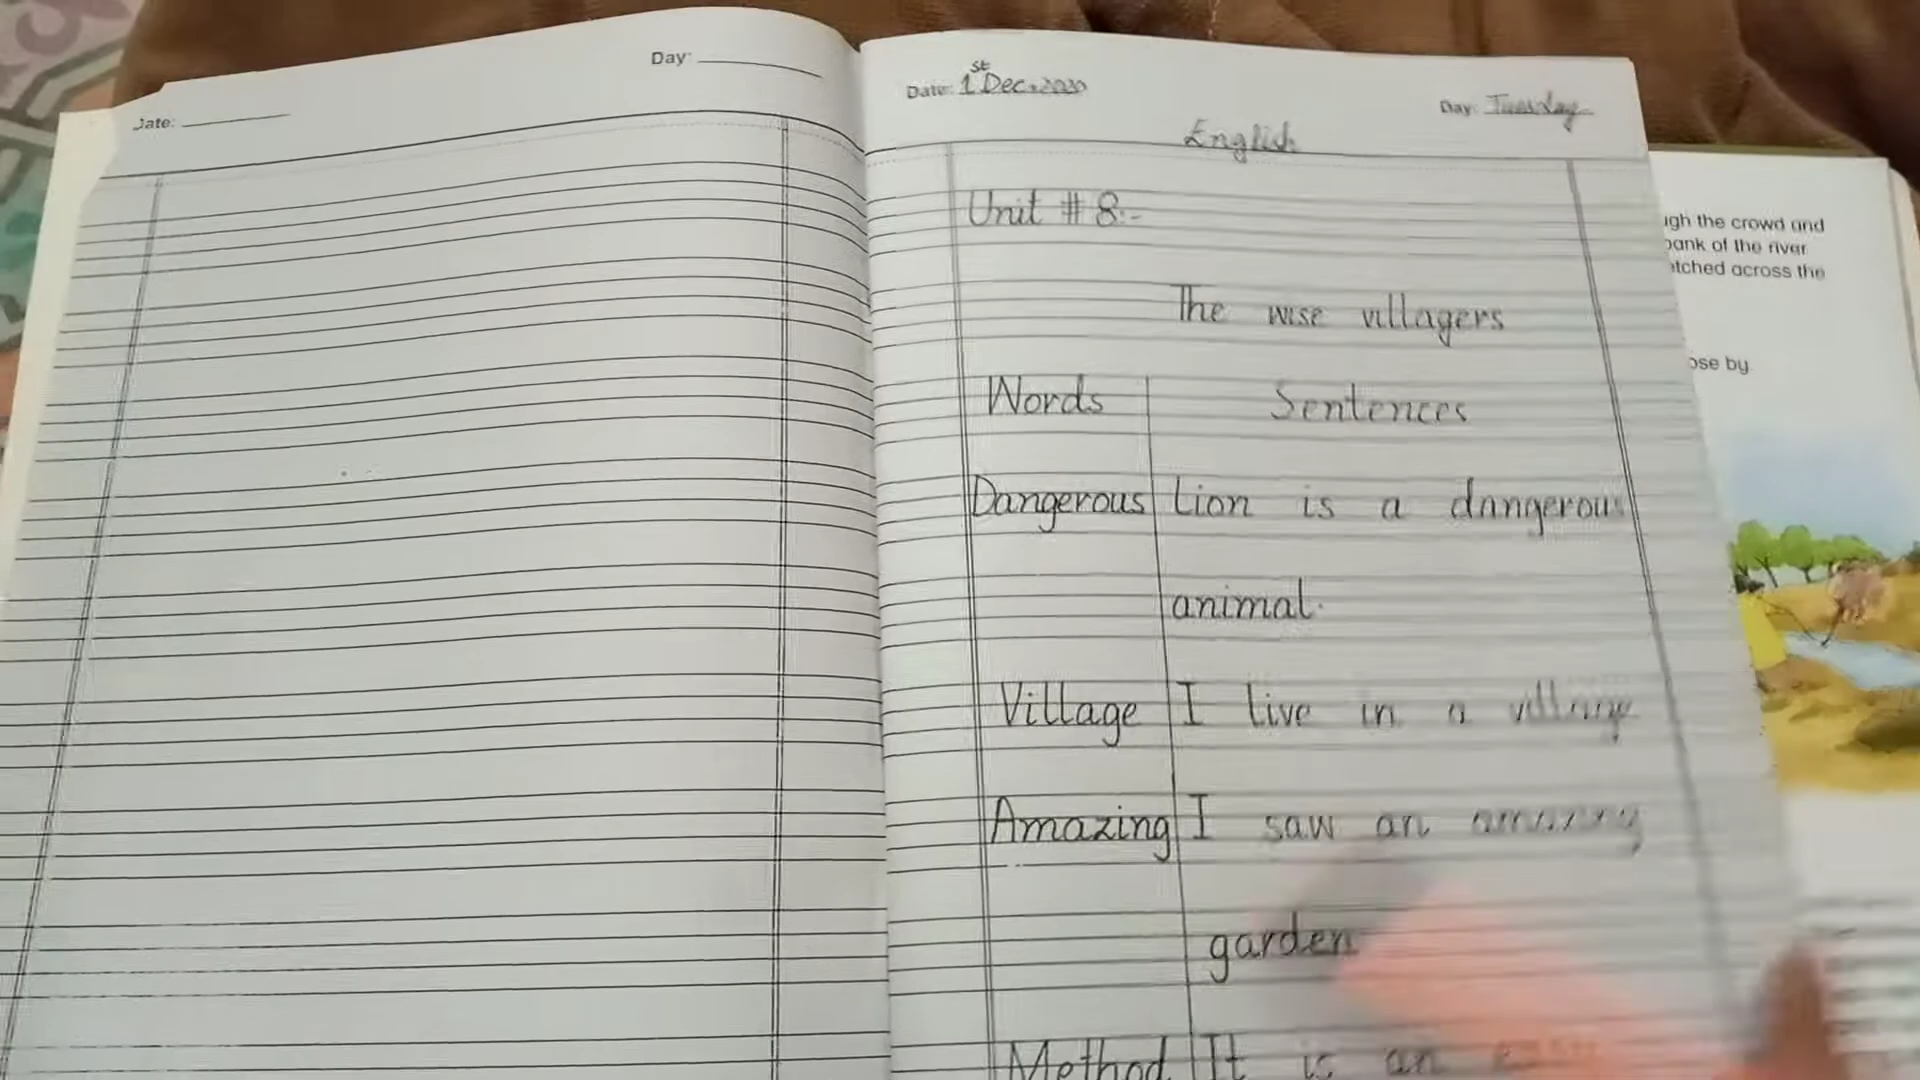 Day:
Date:
Date: 1st Dec. 2020
Day: Tuesday
English
Unit # 8:-
The wise villagers
Words Sentences
Dangerous Lion is a dangerous
animal.
Village I live in a village
Amazing I saw an amazing
garden
Method It is an
ugh the crowd and
bank of the river
tched across the
ose by.